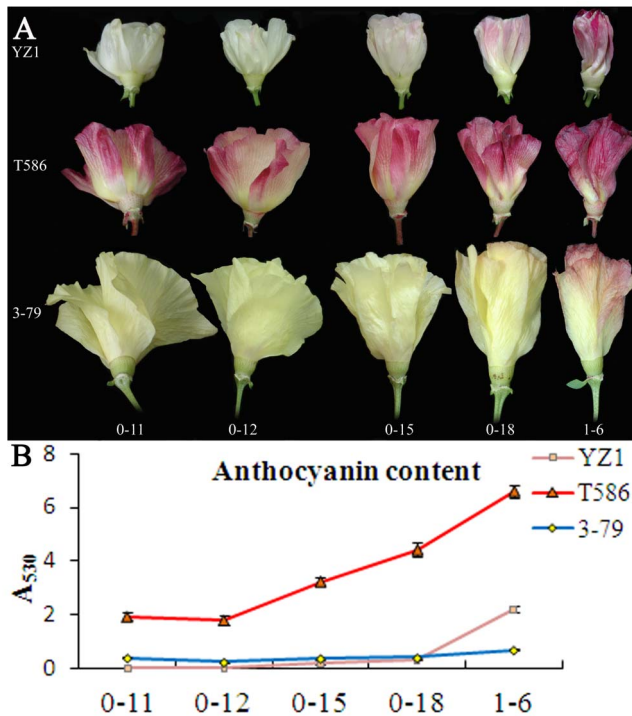 A
YZ1
T586
3-79
0-11 0-12 0-15 0-18 1-6
B
Anthocyanin content
YZ1
T586
3-79
A530
8
6
4
2
0
0-11 0-12 0-15 0-18 1-6